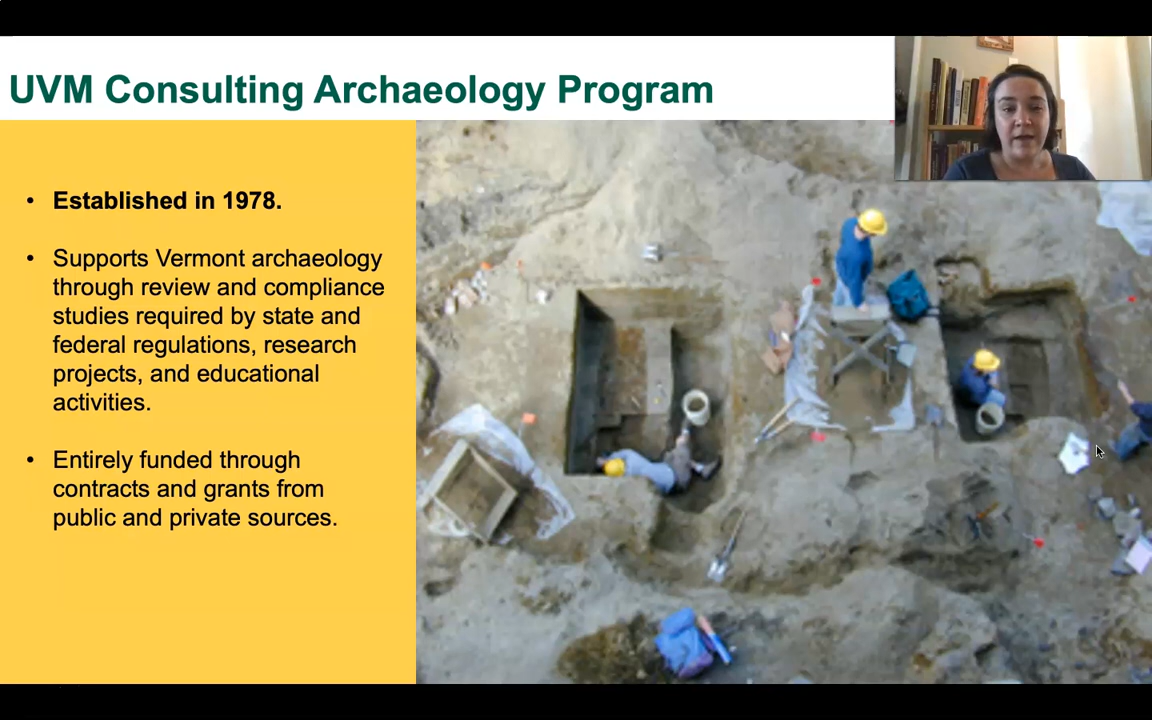 UVM Consulting Archaeology Program
• Established in 1978.
• Supports Vermont archaeology
through review and compliance
studies required by state and
federal regulations, research
projects, and educational
activities.
• Entirely funded through
contracts and grants from
public and private sources.